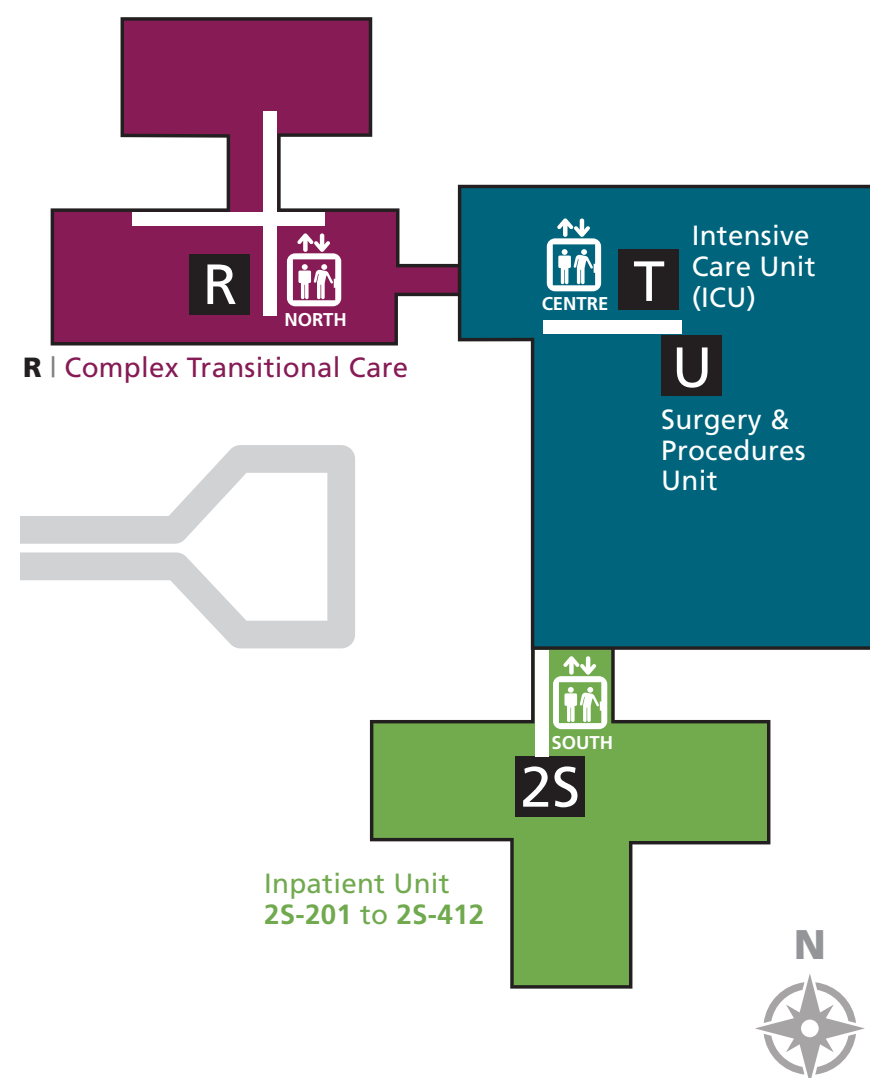 R
NORTH
R | Complex Transitional Care
CENTRE
T
Intensive
Care Unit
(ICU)
U
Surgery &
Procedures
Unit
SOUTH
2S
Inpatient Unit
2S-201 to 2S-412
N